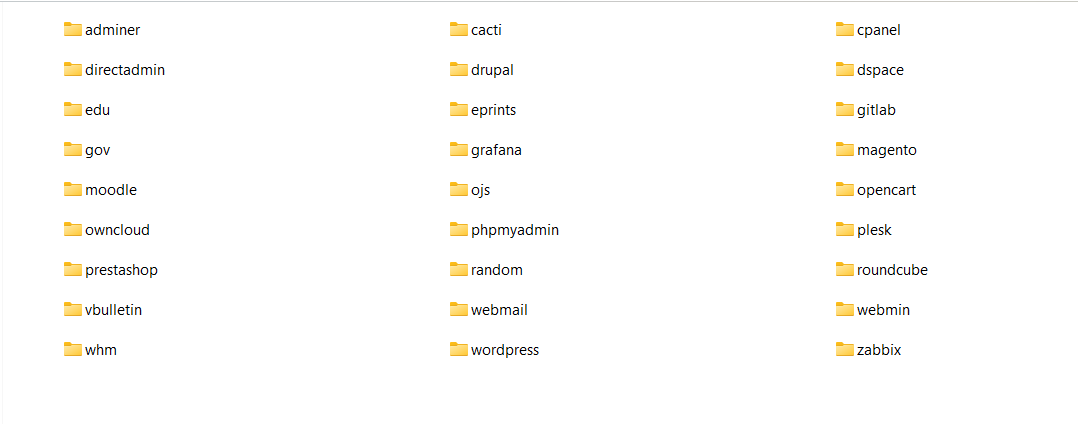 adminer cacti cpanel
directadmin drupal dspace
edu eprints gitlab
gov grafana magento
moodle ojs opencart
owncloud phpmyadmin plesk
prestashop random roundcube
vbulletin webmail webmin
whm wordpress zabbix